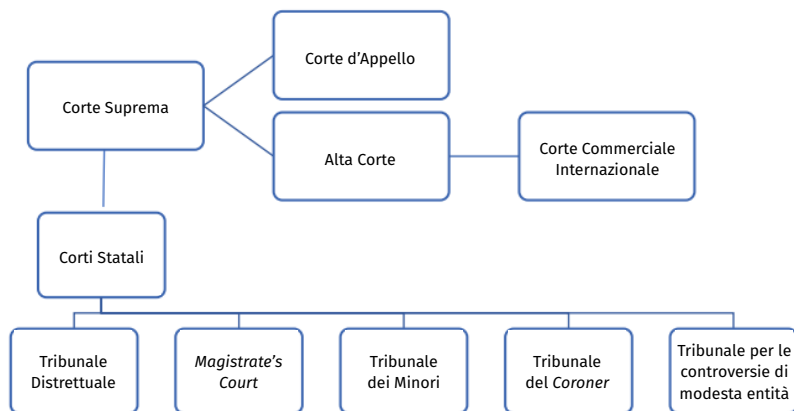 Corte d’Appello
Corte Suprema
Alta Corte
Corte Commerciale
Internazionale
Corti Statali
Tribunale
Distrettuale
Magistrate’s
Court
Tribunale
dei Minori
Tribunale
del Coroner
Tribunale per le
controversie di
modesta entità